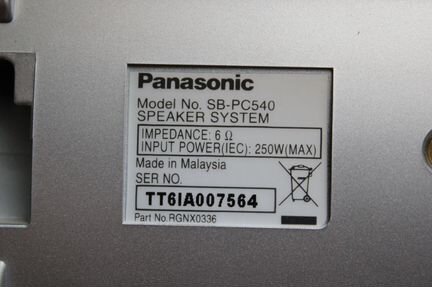 Panasonic
Model No. SB-PC540
SPEAKER SYSTEM
IMPEDANCE: 6 Ω
INPUT POWER(IEC): 250W(MAX)
Made in Malaysia
SER NO.
TT6IA007564
Part No.RGNX0336